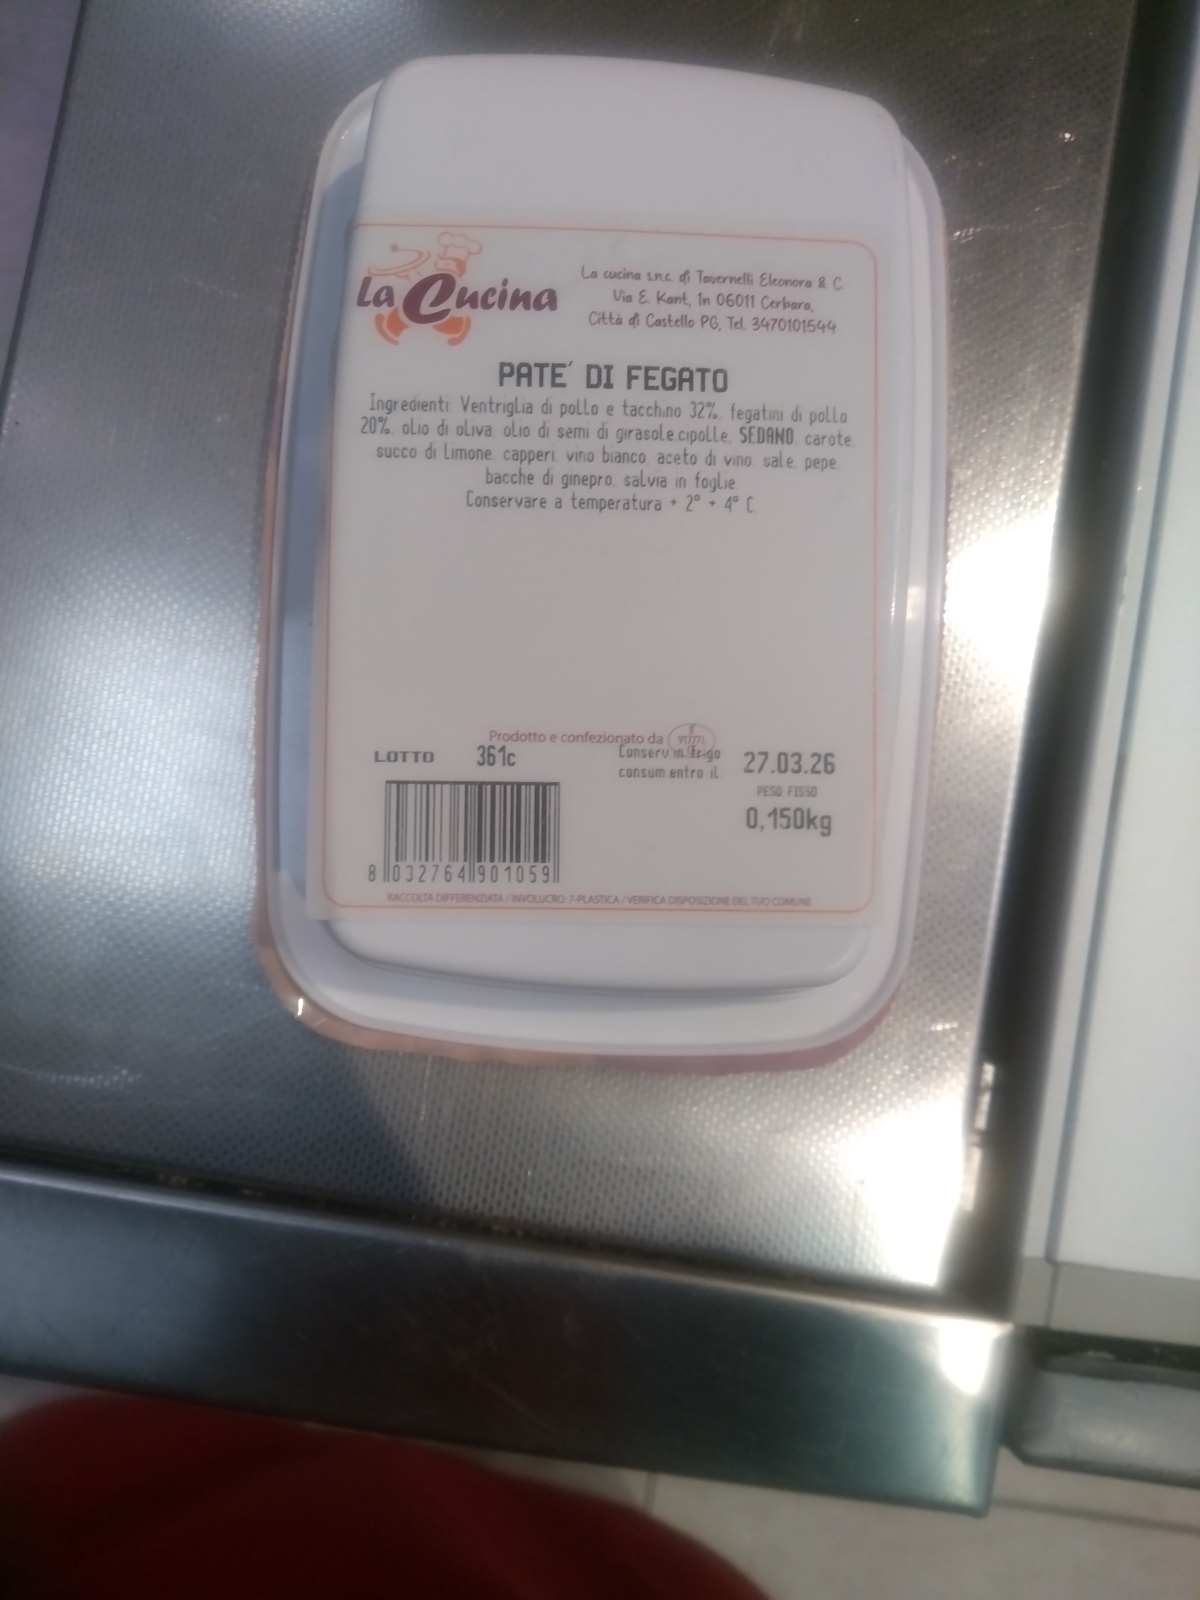 La Cucina
La cucina s.n.c. di Tavernelli Eleonora & C.
Via E. Kant, 1n 06011 Cerbara,
Città di Castello PG, Tel. 3470101544
PATE´ DI FEGATO
Ingredienti: Ventriglia di pollo e tacchino 32%, fegatini di pollo
20%, olio di oliva, olio di semi di girasole,cipolle, SEDANO, carote,
succo di Limone, capperi, vino bianco, aceto di vino, sale, pepe,
bacche di ginepro, salvia in foglie.
Conservare a temperatura + 2° + 4° C
Prodotto e confezionato da
LOTTO 361c
Conserv in frigo
consum entro il 27.03.26
PESO FISSO
0,150kg
8 032764 901059
RACCOLTA DIFFERENZIATA / INVOLUCRO: 7-PLASTICA / VERIFICA DISPOSIZIONE DEL TUO COMUNE